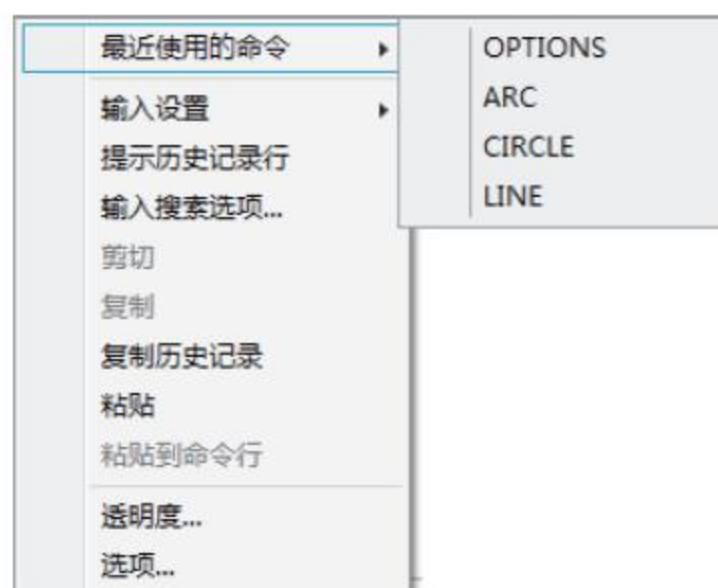 最近使用的命令
OPTIONS
ARC
CIRCLE
LINE
输入设置
提示历史记录行
输入搜索选项...
剪切
复制
复制历史记录
粘贴
粘贴到命令行
透明度...
选项...